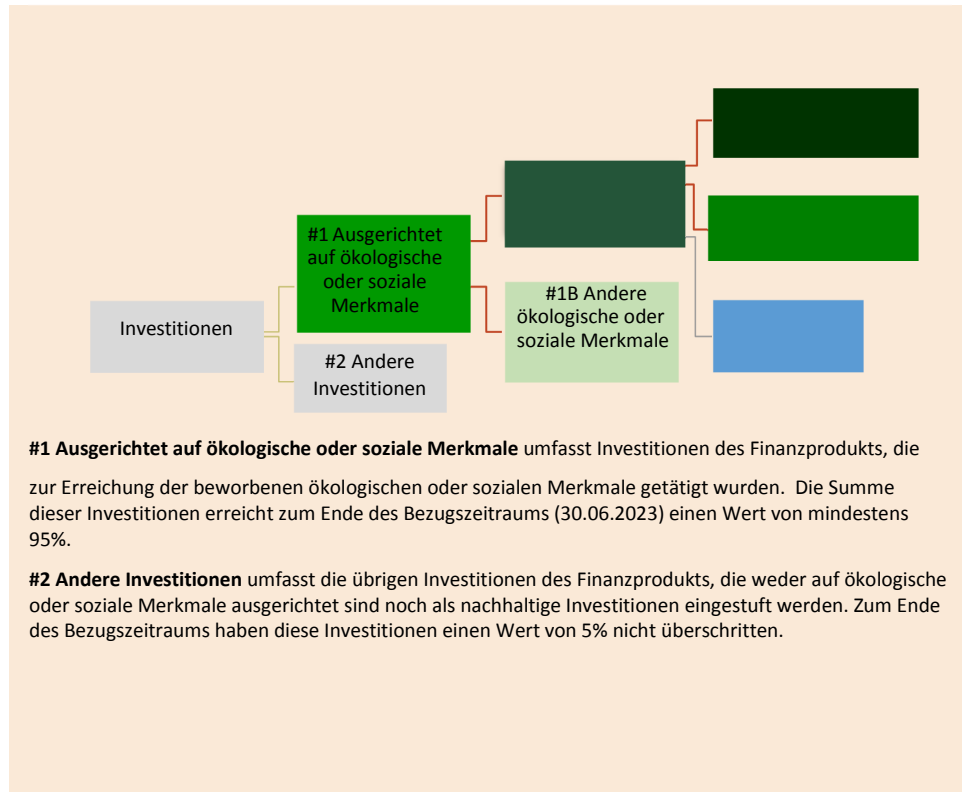 #1 Ausgerichtet
auf ökologische
oder soziale
Merkmale
#1B Andere
ökologische oder
soziale Merkmale
Investitionen
#2 Andere
Investitionen
#1 Ausgerichtet auf ökologische oder soziale Merkmale umfasst Investitionen des Finanzprodukts, die
zur Erreichung der beworbenen ökologischen oder sozialen Merkmale getätigt wurden. Die Summe
dieser Investitionen erreicht zum Ende des Bezugszeitraums (30.06.2023) einen Wert von mindestens
95%.
#2 Andere Investitionen umfasst die übrigen Investitionen des Finanzprodukts, die weder auf ökologische
oder soziale Merkmale ausgerichtet sind noch als nachhaltige Investitionen eingestuft werden. Zum Ende
des Bezugszeitraums haben diese Investitionen einen Wert von 5% nicht überschritten.